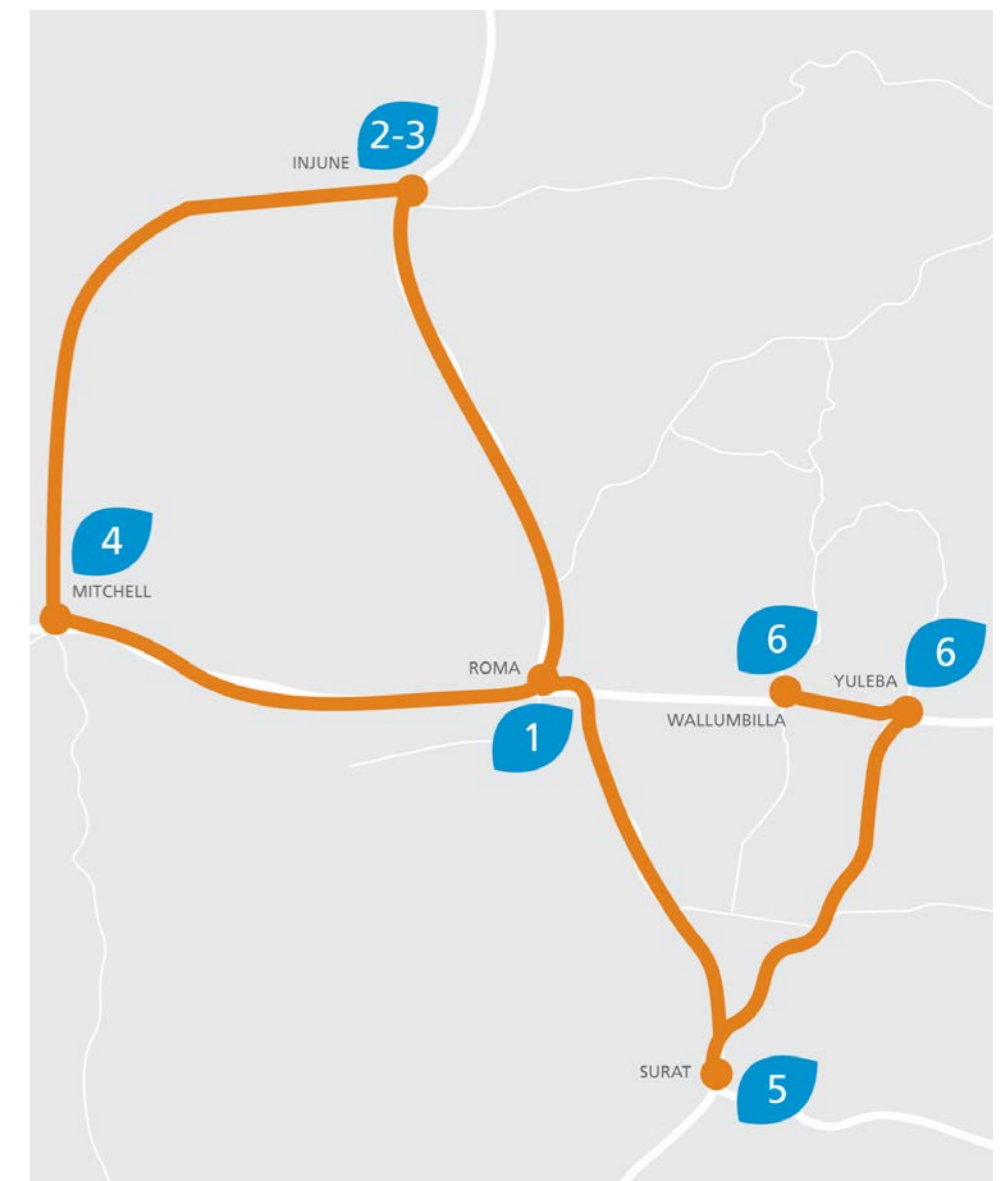 2-3
INJUNE
4
MITCHELL
ROMA
1
6
WALLUMBILLA
6
YULEBA
SURAT
5